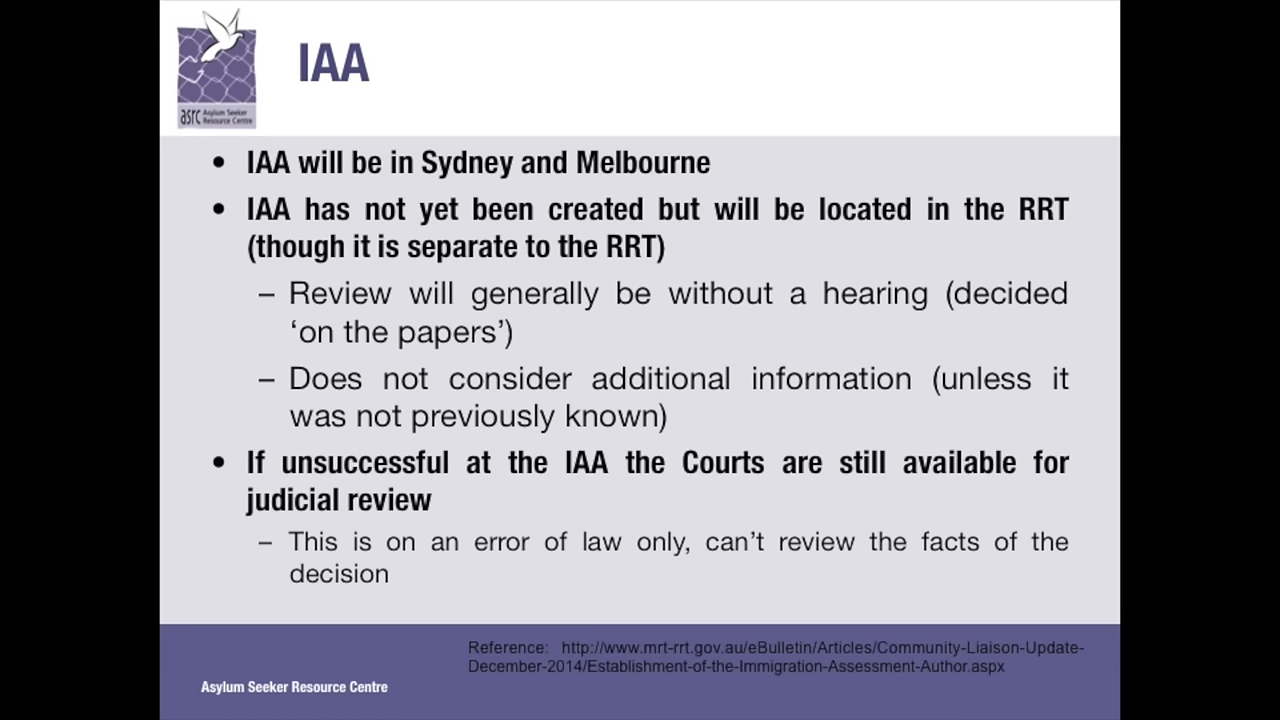 asrc Asylum Seeker
Resource Centre
IAA
• IAA will be in Sydney and Melbourne
• IAA has not yet been created but will be located in the RRT
(though it is separate to the RRT)
– Review will generally be without a hearing (decided
‘on the papers’)
– Does not consider additional information (unless it
was not previously known)
• If unsuccessful at the IAA the Courts are still available for
judicial review
– This is on an error of law only, can’t review the facts of the
decision
Reference: http://www.mrt-rrt.gov.au/eBulletin/Articles/Community-Liaison-Update-
December-2014/Establishment-of-the-Immigration-Assessment-Author.aspx
Asylum Seeker Resource Centre